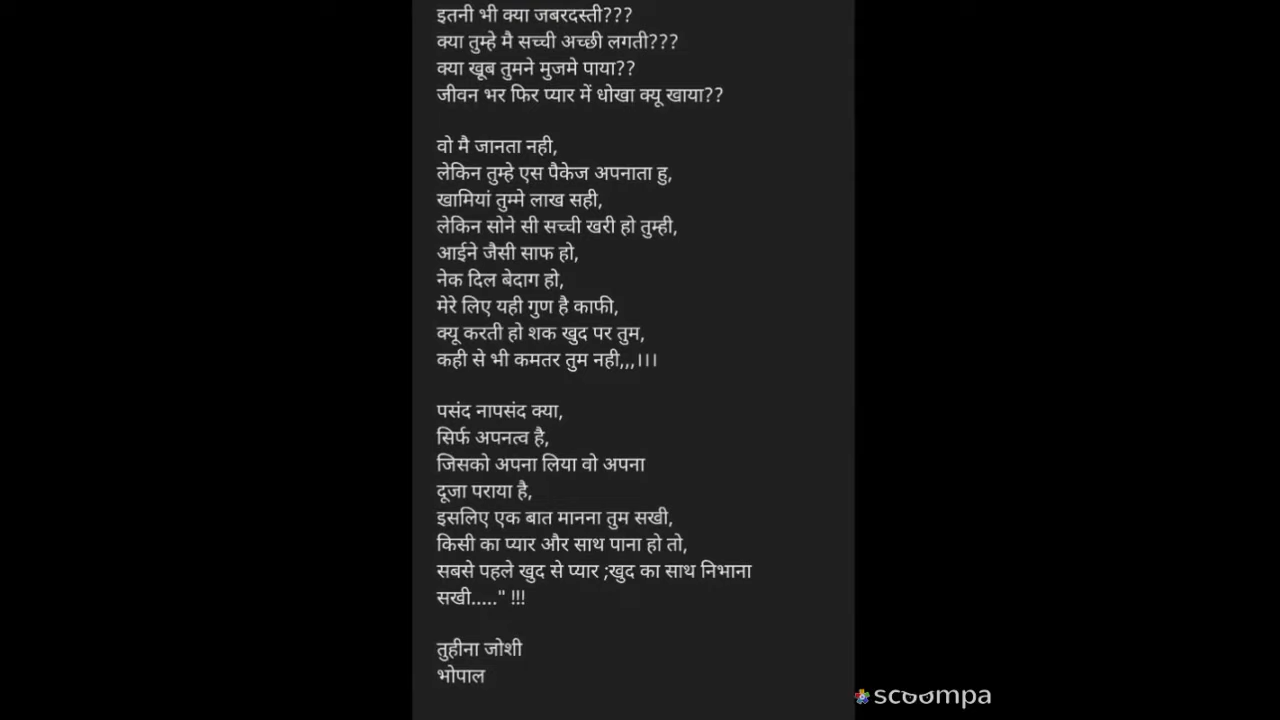 इतनी भी क्या जबरदस्ती???
क्या तुम्हे मै सच्ची अच्छी लगती???
क्या खूब तुमने मुजमे पाया??
जीवन भर फिर प्यार में धोखा क्यू खाया??
वो मै जानता नही,
लेकिन तुम्हे एस पैकेज अपनाता हु,
खामियां तुम्मे लाख सही,
लेकिन सोने सी सच्ची खरी हो तुम्ही,
आईने जैसी साफ हो,
नेक दिल बेदाग हो,
मेरे लिए यही गुण है काफी,
क्यू करती हो शक खुद पर तुम,
कही से भी कमतर तुम नही,,,।।।
पसंद नापसंद क्या,
सिर्फ अपनत्व है,
जिसको अपना लिया वो अपना
दूजा पराया है,
इसलिए एक बात मानना तुम सखी,
किसी का प्यार और साथ पाना हो तो,
सबसे पहले खुद से प्यार ;खुद का साथ निभाना
सखी....." !!!
तुहीना जोशी
भोपाल
scoompa